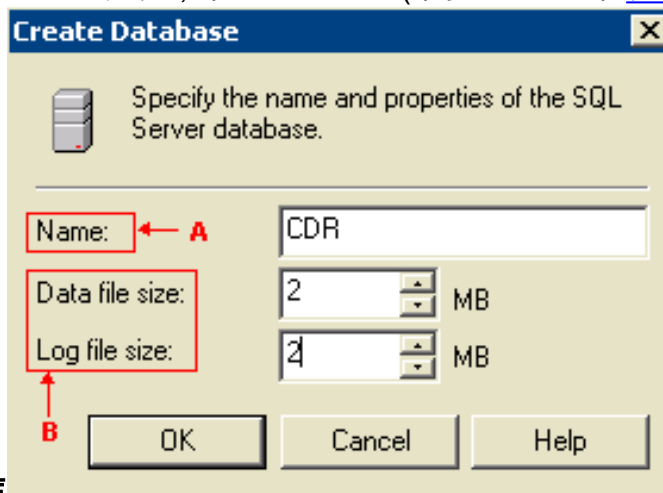 Create Database
Specify the name and properties of the SQL
Server database.
Name: A CDR
Data file size: 2 MB
Log file size: 2 MB
B
OK Cancel Help